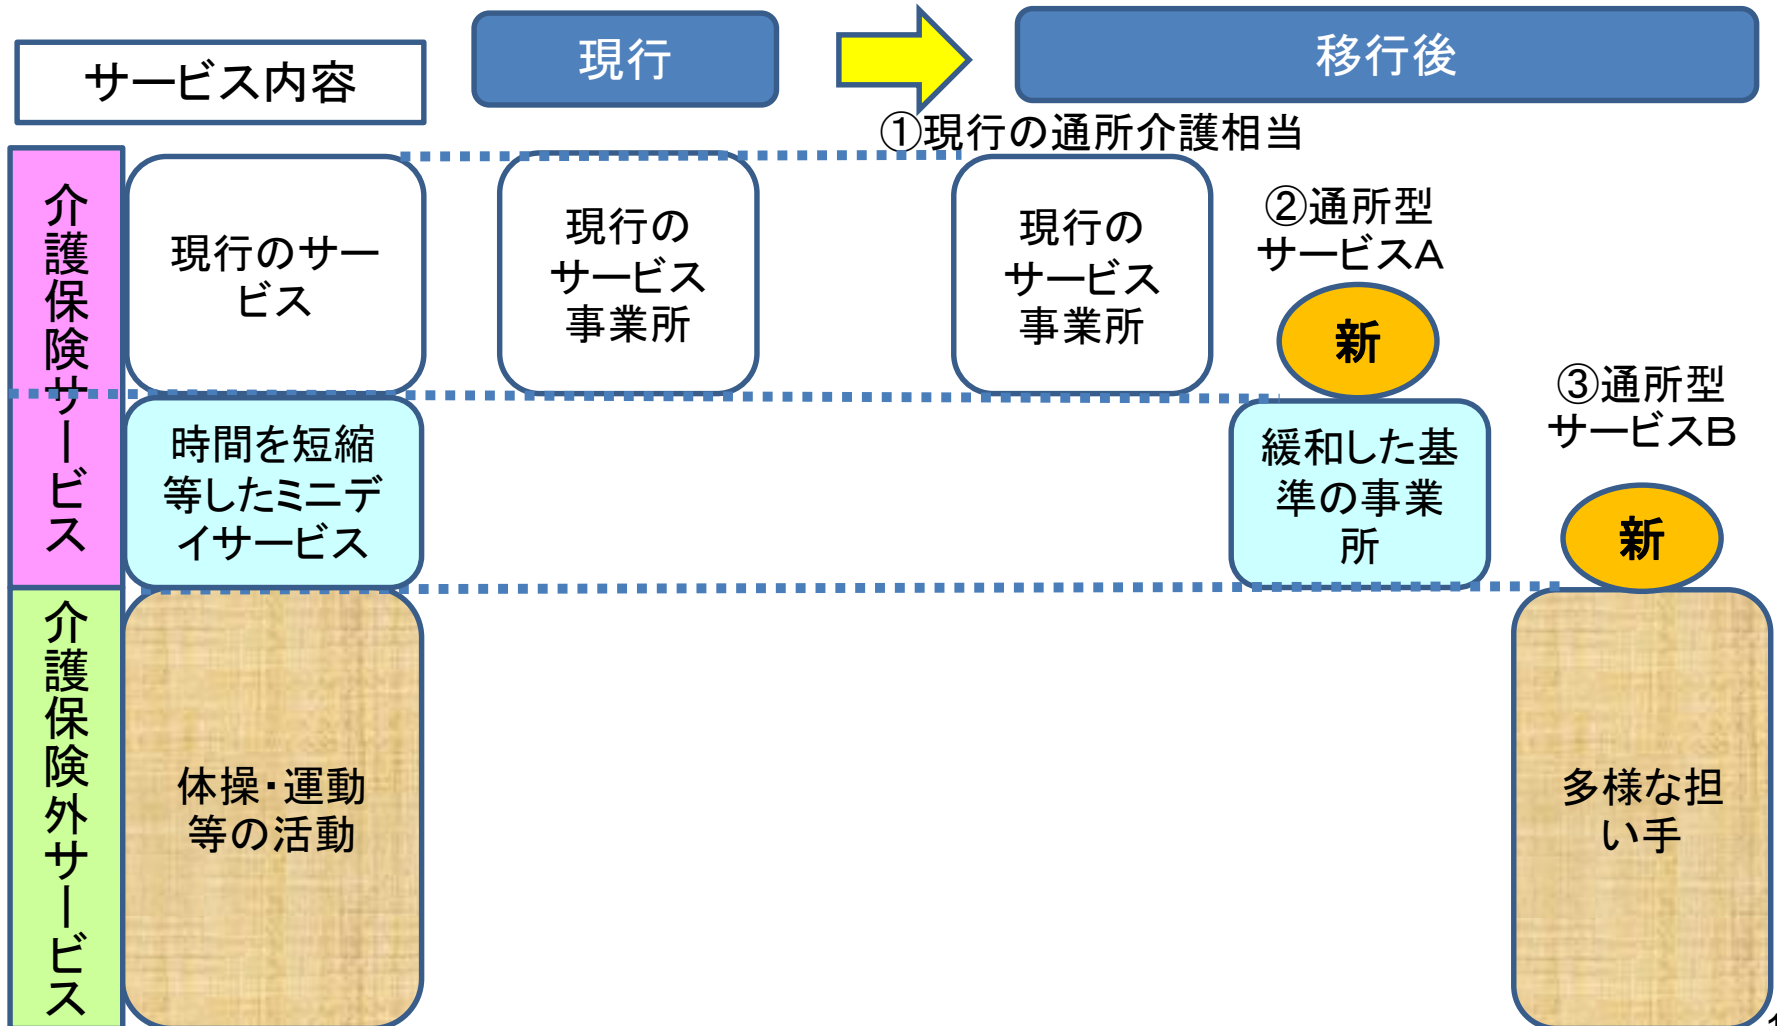 サービス内容
現行
移行後
①現行の通所介護相当
介護保険サービス
現行のサー
ビス
現行の
サービス
事業所
現行の
サービス
事業所
②通所型
サービスA
新
時間を短縮
等したミニデ
イサービス
緩和した基
準の事業
所
③通所型
サービスB
新
介護保険外サービス
体操・運動
等の活動
多様な担
い手